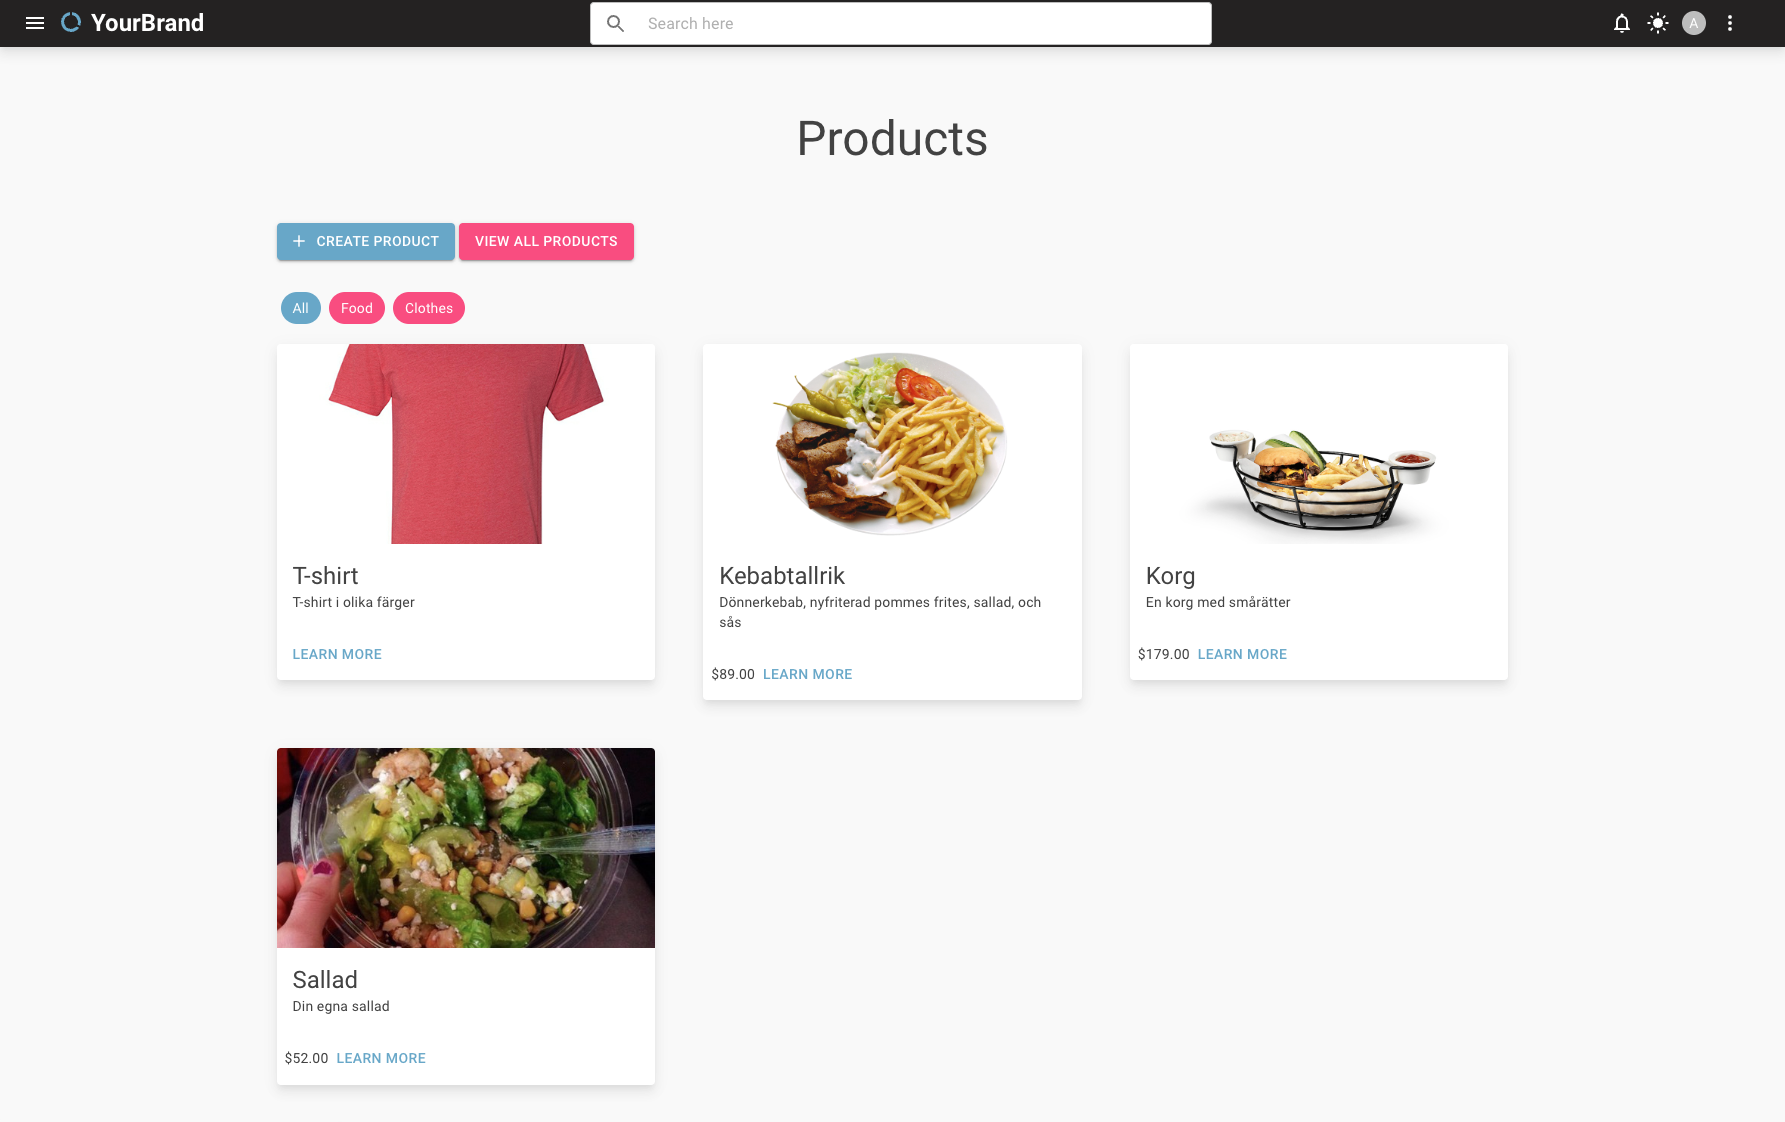 YourBrand
Search here
A
Products
CREATE PRODUCT
VIEW ALL PRODUCTS
All
Food
Clothes
T-shirt
T-shirt i olika färger
LEARN MORE
Kebabtallrik
Dönnerkebab, nyfriterad pommes frites, sallad, och
sås
$89.00 LEARN MORE
Korg
En korg med smårätter
$179.00 LEARN MORE
Sallad
Din egna sallad
$52.00 LEARN MORE